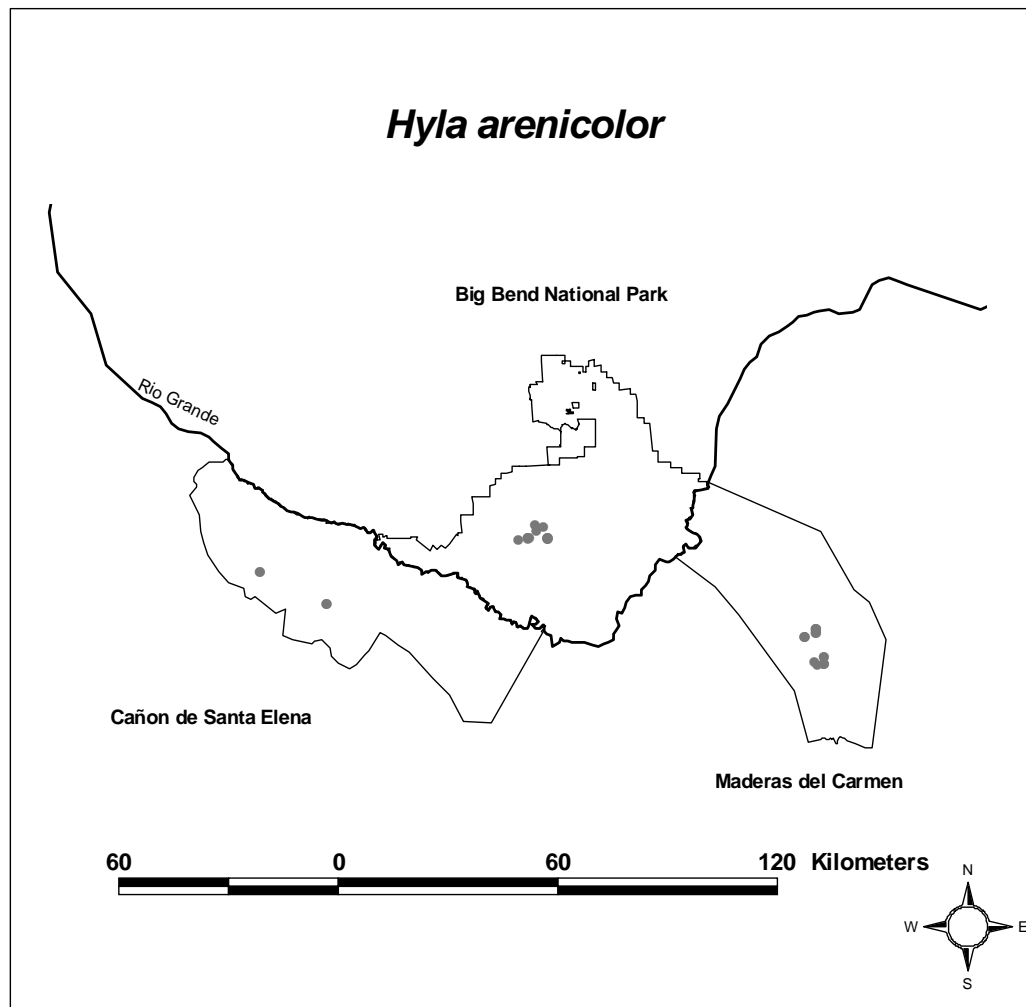 Hyla arenicolor
Big Bend National Park
Rio Grande
Cañon de Santa Elena
Maderas del Carmen
60 0 60 120 Kilometers
N
W E
S